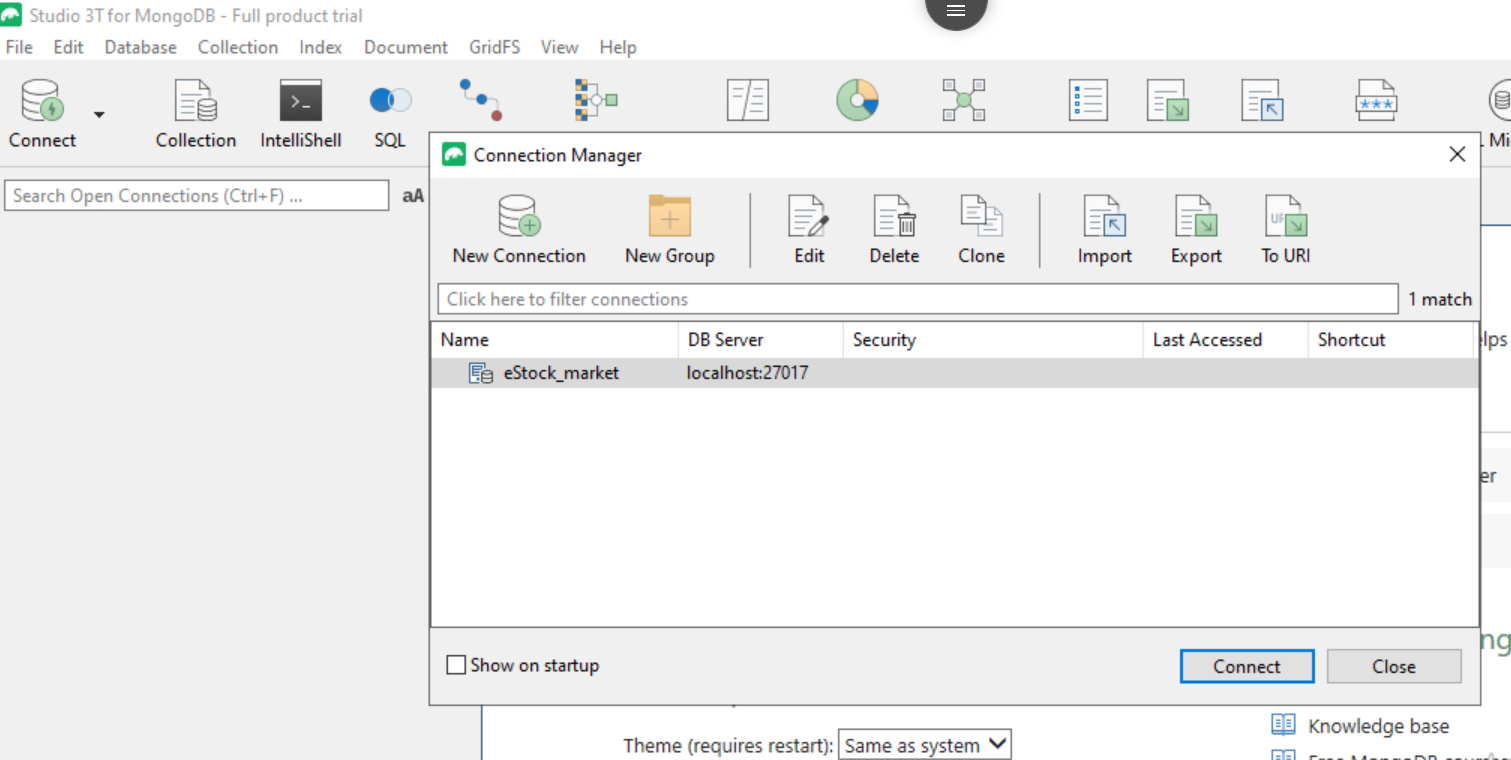 Studio 3T for MongoDB - Full product trial
File Edit Database Collection Index Document GridFS View Help
>_
***
Connect Collection IntelliShell SQL
Connection Manager
Search Open Connections (Ctrl+F) ... aA
New Connection New Group Edit Delete Clone Import Export To URI
Click here to filter connections 1 match
Name DB Server Security Last Accessed Shortcut
eStock_market localhost:27017
Show on startup Connect Close
Knowledge base
Theme (requires restart): Same as system